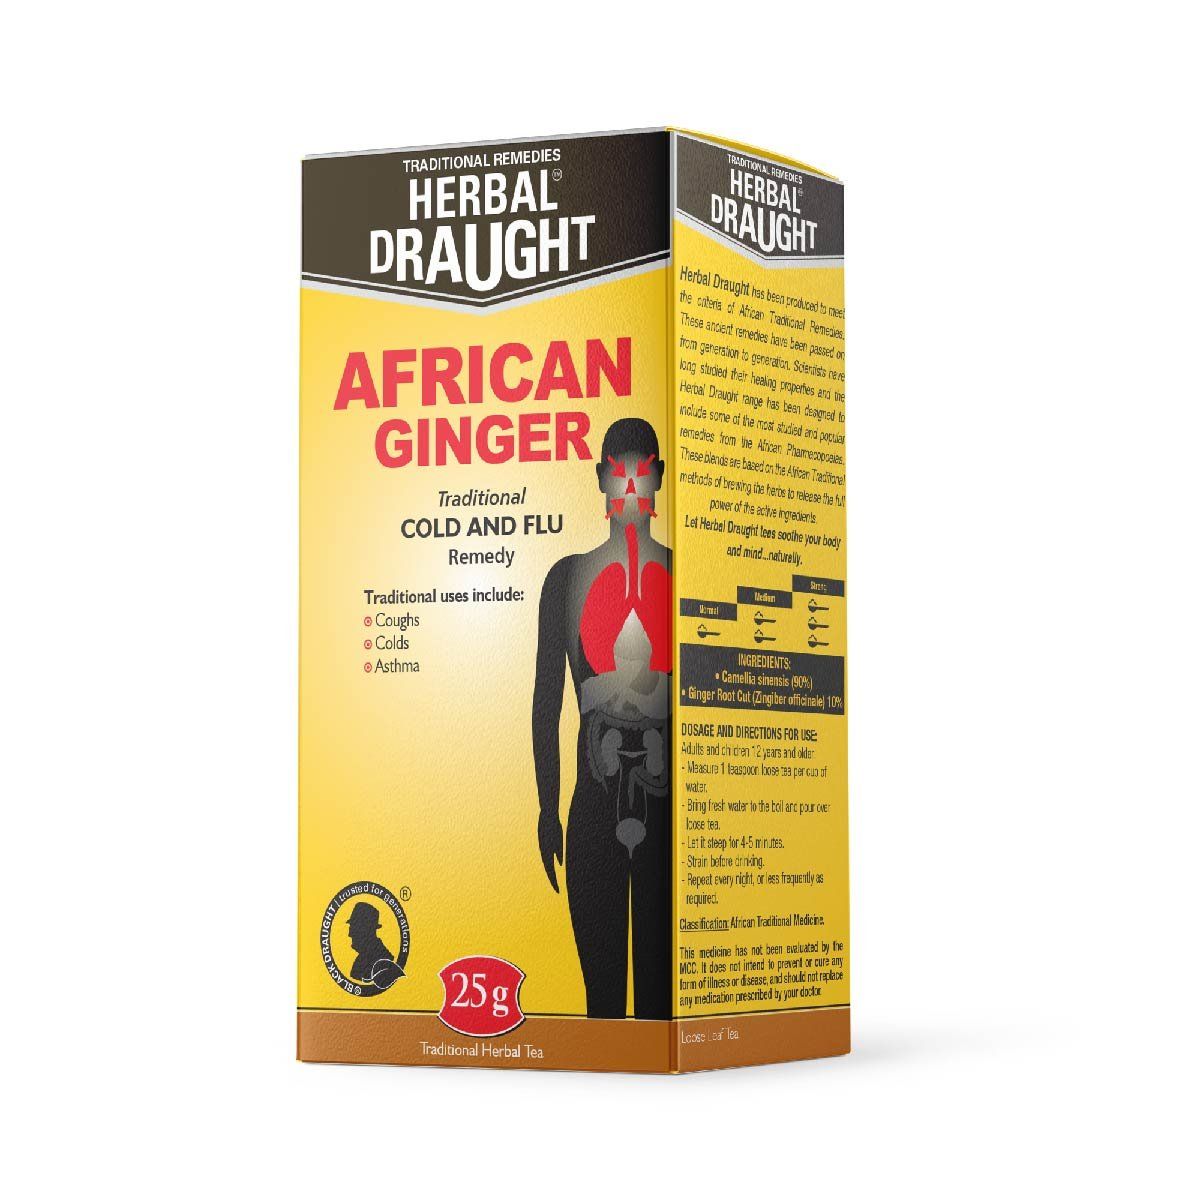 TRADITIONAL REMEDIES
HERBAL™
DRAUGHT
AFRICAN
GINGER
Traditional
COLD AND FLU
Remedy
Traditional uses include:
Coughs
Colds
Asthma
BLACK DRAUGHT | trusted for generations ®
25g
Traditional Herbal Tea
TRADITIONAL REMEDIES
HERBAL
DRAUGHT
Herbal Draught has been produced to meet
the criteria of African Traditional Remedies.
These ancient remedies have been passed on
from generation to generation. Scientists have
long studied their healing properties and the
Herbal Draught range has been designed to
include some of the most studied and popular
remedies from the African Pharmacopoeias.
These blends are based on the African Traditional
methods of brewing the herbs to release the full
power of the active ingredients.
Let Herbal Draught teas soothe your body
and mind...naturally.
Normal Medium Strong
INGREDIENTS:
• Camellia sinensis (90%)
• Ginger Root Cut (Zingiber officinale) 10%
DOSAGE AND DIRECTIONS FOR USE:
Adults and children 12 years and older:
- Measure 1 teaspoon loose tea per cup of
water.
- Bring fresh water to the boil and pour over
loose tea.
- Let it steep for 4-5 minutes.
- Strain before drinking.
- Repeat every night, or less frequently as
required.
Classification: African Traditional Medicine.
This medicine has not been evaluated by the
MCC. It does not intend to prevent or cure any
form of illness or disease, and should not replace
any medication prescribed by your doctor.
Loose Leaf Tea